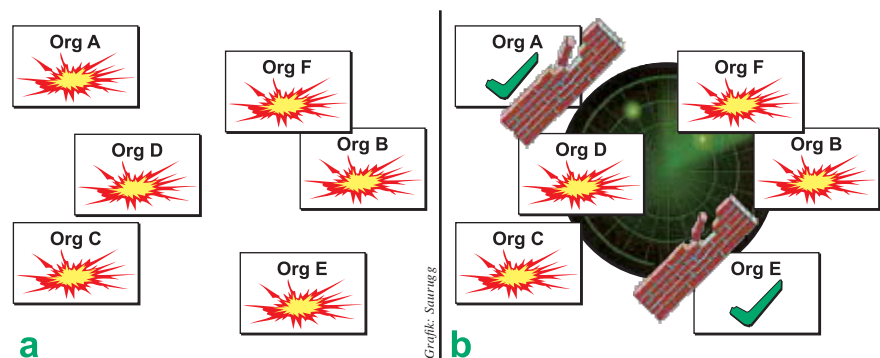 Org A
Org F
Org D
Org B
Org C
Org E
a
Grafik: Saurugg
Org A
Org F
Org D
Org B
Org C
Org E
b